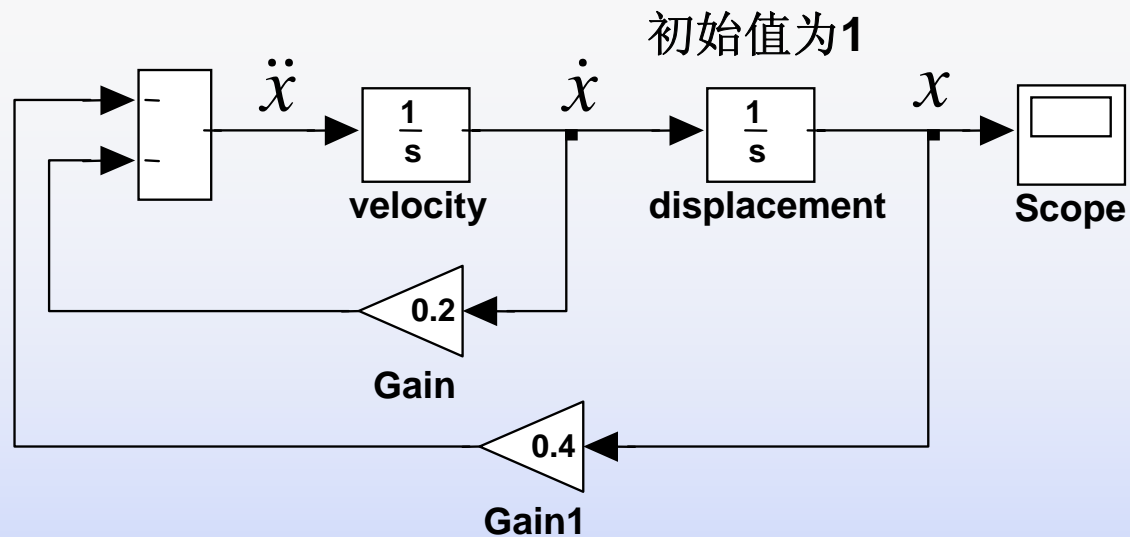 初始值为1
ẍ
ẋ
x
−
−
1
s
1
s
velocity
displacement
Scope
0.2
Gain
0.4
Gain1